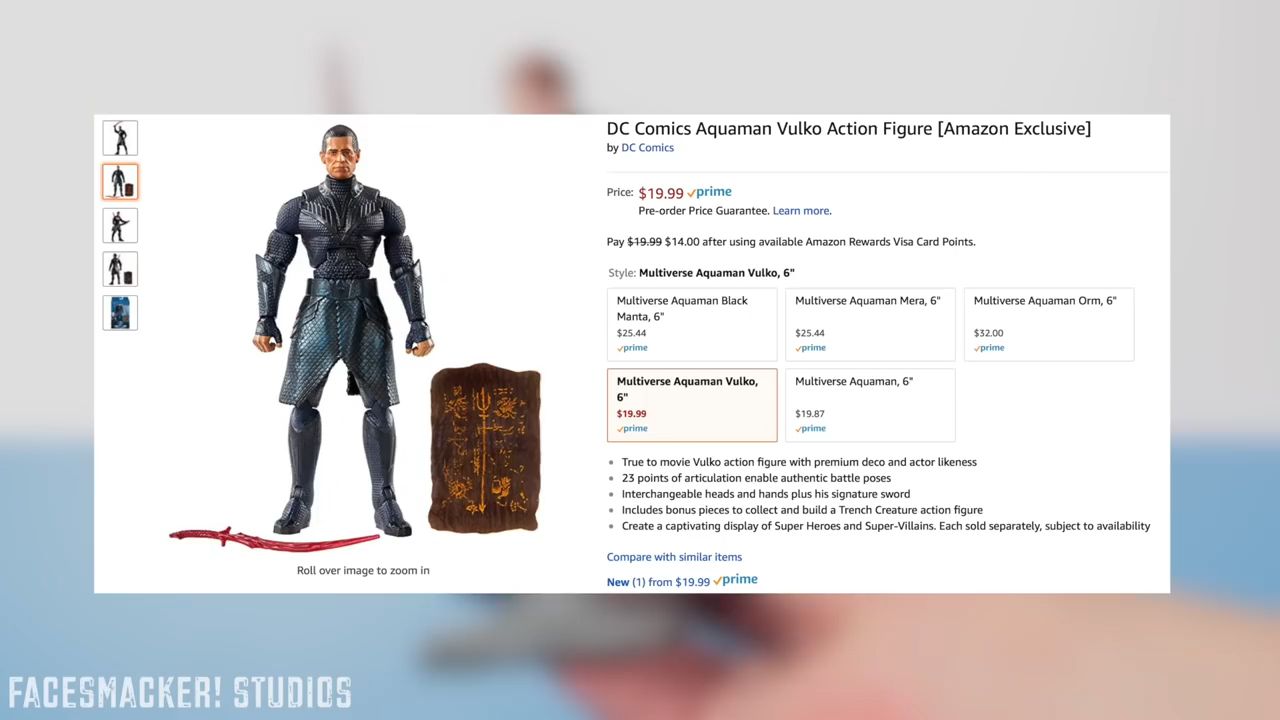 DC Comics Aquaman Vulko Action Figure [Amazon Exclusive]
by DC Comics
Price: $19.99 prime
Pre-order Price Guarantee. Learn more.
Pay $19.99 $14.00 after using available Amazon Rewards Visa Card Points.
Style: Multiverse Aquaman Vulko, 6"
Multiverse Aquaman Black
Manta, 6"
$25.44
prime
Multiverse Aquaman Mera, 6"
$25.44
prime
Multiverse Aquaman Orm, 6"
$32.00
prime
Multiverse Aquaman Vulko,
6"
$19.99
prime
Multiverse Aquaman, 6"
$19.87
prime
True to movie Vulko action figure with premium deco and actor likeness
23 points of articulation enable authentic battle poses
Interchangeable heads and hands plus his signature sword
Includes bonus pieces to collect and build a Trench Creature action figure
Create a captivating display of Super Heroes and Super-Villains. Each sold separately, subject to availability
Compare with similar items
New (1) from $19.99 prime
Roll over image to zoom in
FACESMACKER! STUDIOS